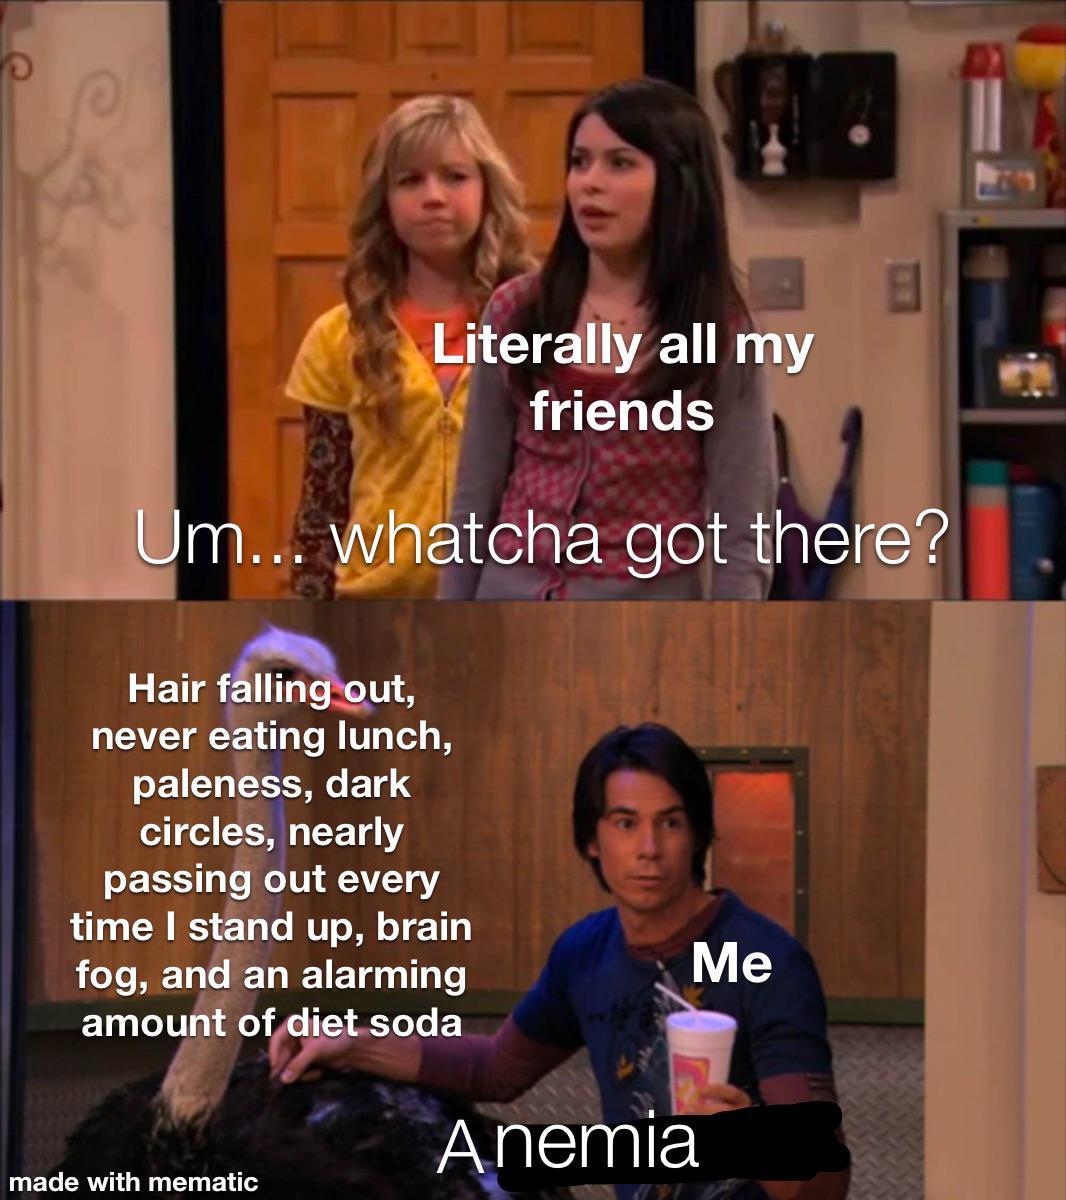 Literally all my
friends
Um... whatcha got there?
Hair falling out,
never eating lunch,
paleness, dark
circles, nearly
passing out every
time I stand up, brain
fog, and an alarming
amount of diet soda
Me
Anemia
made with mematic